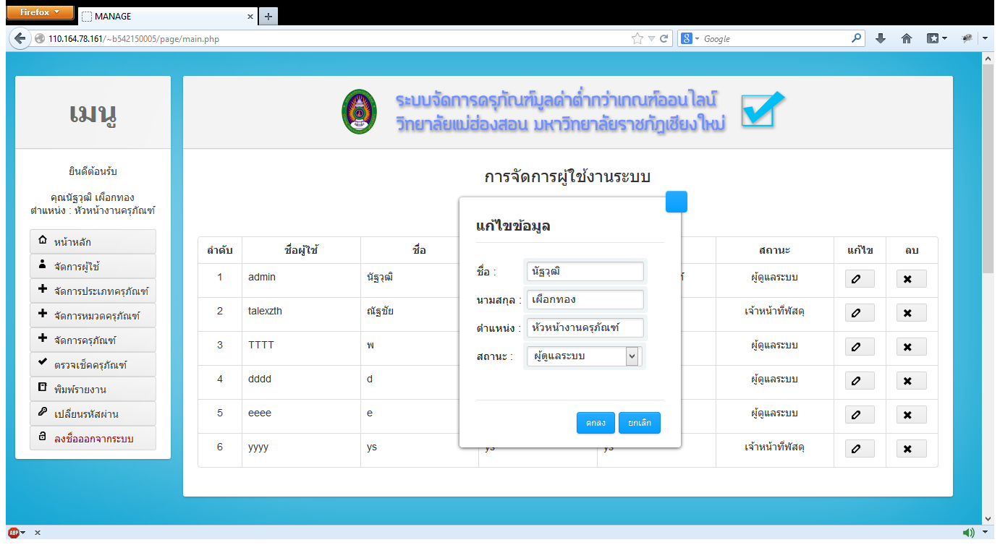 Firefox
MANAGE
110.164.78.161/~b542150005/page/main.php
Google
เมนู
ระบบจัดการครุภัณฑ์มูลค่าต่ำกว่าเกณฑ์ออนไลน์
วิทยาลัยแม่ฮ่องสอน มหาวิทยาลัยราชภัฏเชียงใหม่
ยินดีต้อนรับ
คุณนัฐวุฒิ เผือกทอง
ตำแหน่ง : หัวหน้างานครุภัณฑ์
หน้าหลัก
จัดการผู้ใช้
จัดการประเภทครุภัณฑ์
จัดการหมวดครุภัณฑ์
จัดการครุภัณฑ์
ตรวจเช็คครุภัณฑ์
พิมพ์รายงาน
เปลี่ยนรหัสผ่าน
ลงชื่อออกจากระบบ
การจัดการผู้ใช้งานระบบ
ลำดับ ชื่อผู้ใช้ ชื่อ สถานะ แก้ไข ลบ
1 admin นัฐวุฒิ ผู้ดูแลระบบ
2 talexzth ณัฐชัย เจ้าหน้าที่พัสดุ
3 TTTT พ ผู้ดูแลระบบ
4 dddd d ผู้ดูแลระบบ
5 eeee e ผู้ดูแลระบบ
6 yyyy ys ys ys เจ้าหน้าที่พัสดุ
แก้ไขข้อมูล
ชื่อ : นัฐวุฒิ
นามสกุล : เผือกทอง
ตำแหน่ง : หัวหน้างานครุภัณฑ์
สถานะ : ผู้ดูแลระบบ
ตกลง ยกเลิก
ABP